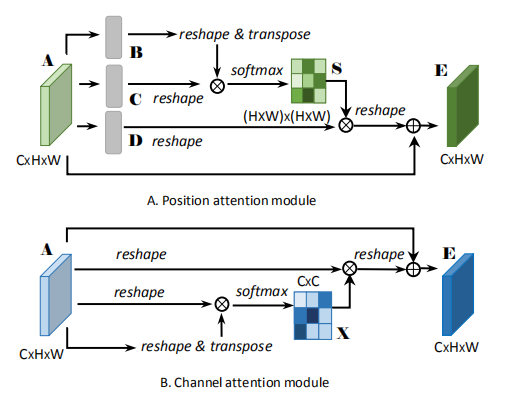 B
reshape & transpose
A
softmax
S
E
C
reshape
reshape
(HxW)x(HxW)
D
reshape
CxHxW
CxHxW
A. Position attention module
A
reshape
reshape
E
reshape
softmax
CxC
X
CxHxW
reshape & transpose
CxHxW
B. Channel attention module